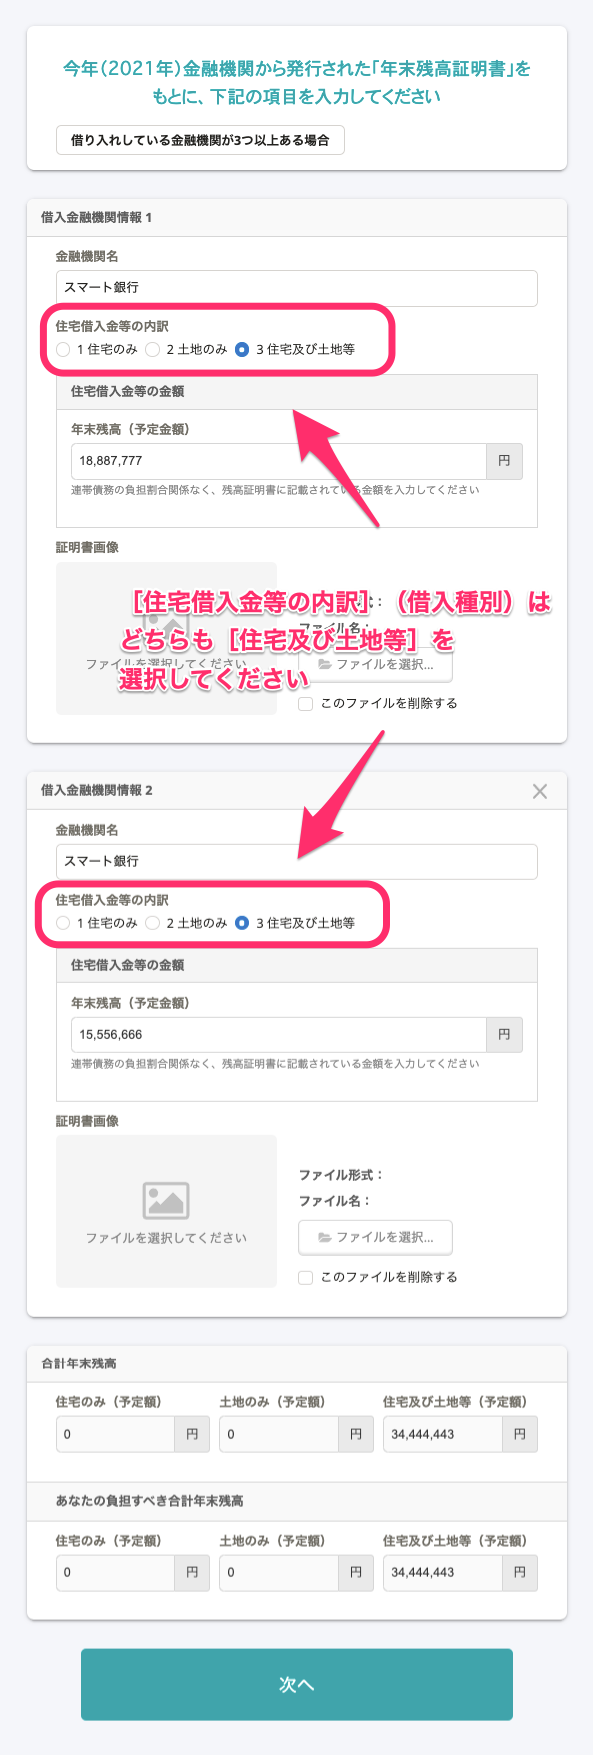 今年（2021年）金融機関から発行された「年末残高証明書」を
もとに、下記の項目を入力してください
借り入れしている金融機関が3つ以上ある場合
借入金融機関情報 1
金融機関名
スマート銀行
住宅借入金等の内訳
1 住宅のみ 2 土地のみ 3 住宅及び土地等
住宅借入金等の金額
年末残高（予定金額）
18,887,777 円
連帯債務の負担割合関係なく、残高証明書に記載されている金額を入力してください
証明書画像
［住宅借入金等の内訳］（借入種別）は
どちらも［住宅及び土地等］を
選択してください
ファイル名：
ファイルを選択してください
ファイルを選択...
このファイルを削除する
借入金融機関情報 2
金融機関名
スマート銀行
住宅借入金等の内訳
1 住宅のみ 2 土地のみ 3 住宅及び土地等
住宅借入金等の金額
年末残高（予定金額）
15,556,666 円
連帯債務の負担割合関係なく、残高証明書に記載されている金額を入力してください
証明書画像
ファイルを選択してください
ファイル形式：
ファイル名：
ファイルを選択...
このファイルを削除する
合計年末残高
住宅のみ（予定額） 土地のみ（予定額） 住宅及び土地等（予定額）
0 円 0 円 34,444,443 円
あなたの負担すべき合計年末残高
住宅のみ（予定額） 土地のみ（予定額） 住宅及び土地等（予定額）
0 円 0 円 34,444,443 円
次へ